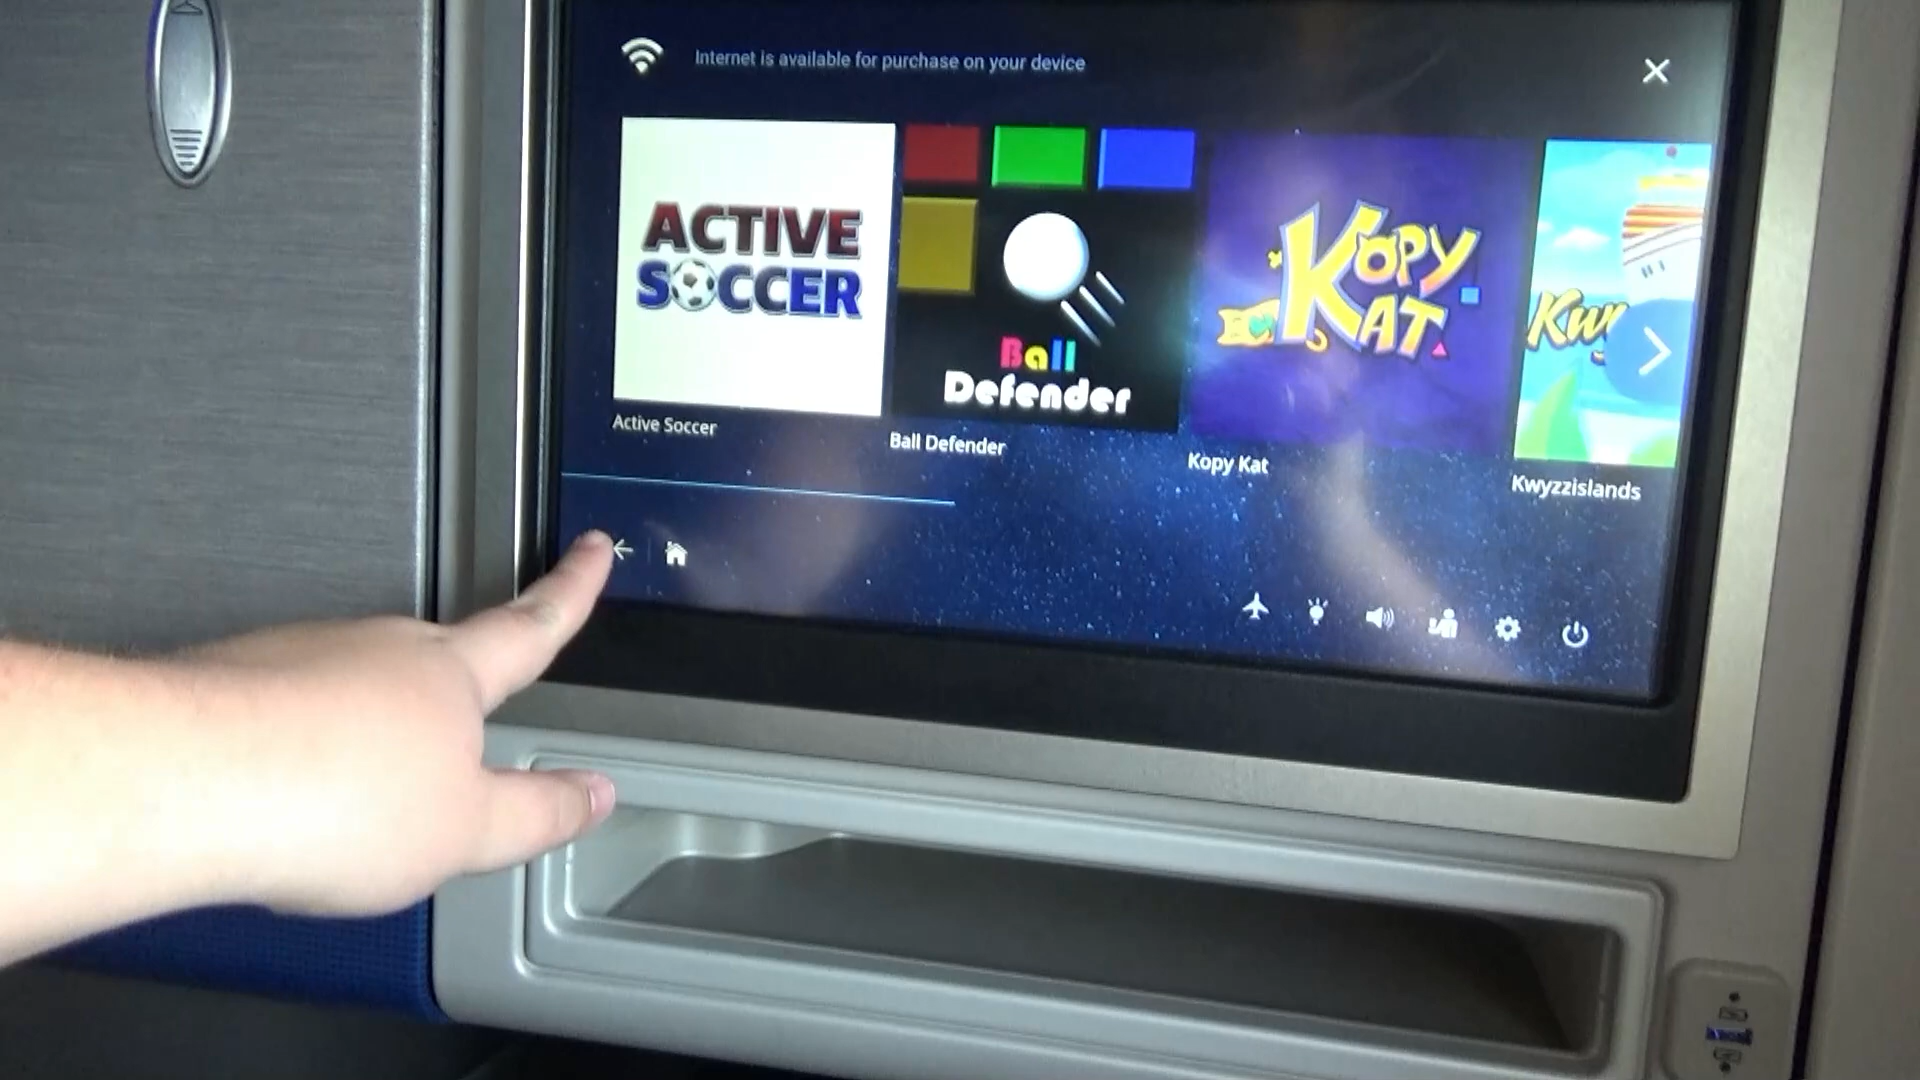 Internet is available for purchase on your device
ACTIVE
SOCCER
Ball
Defender
KOPY
KAT
Kw
Active Soccer
Ball Defender
Kopy Kat
Kwyzzislands